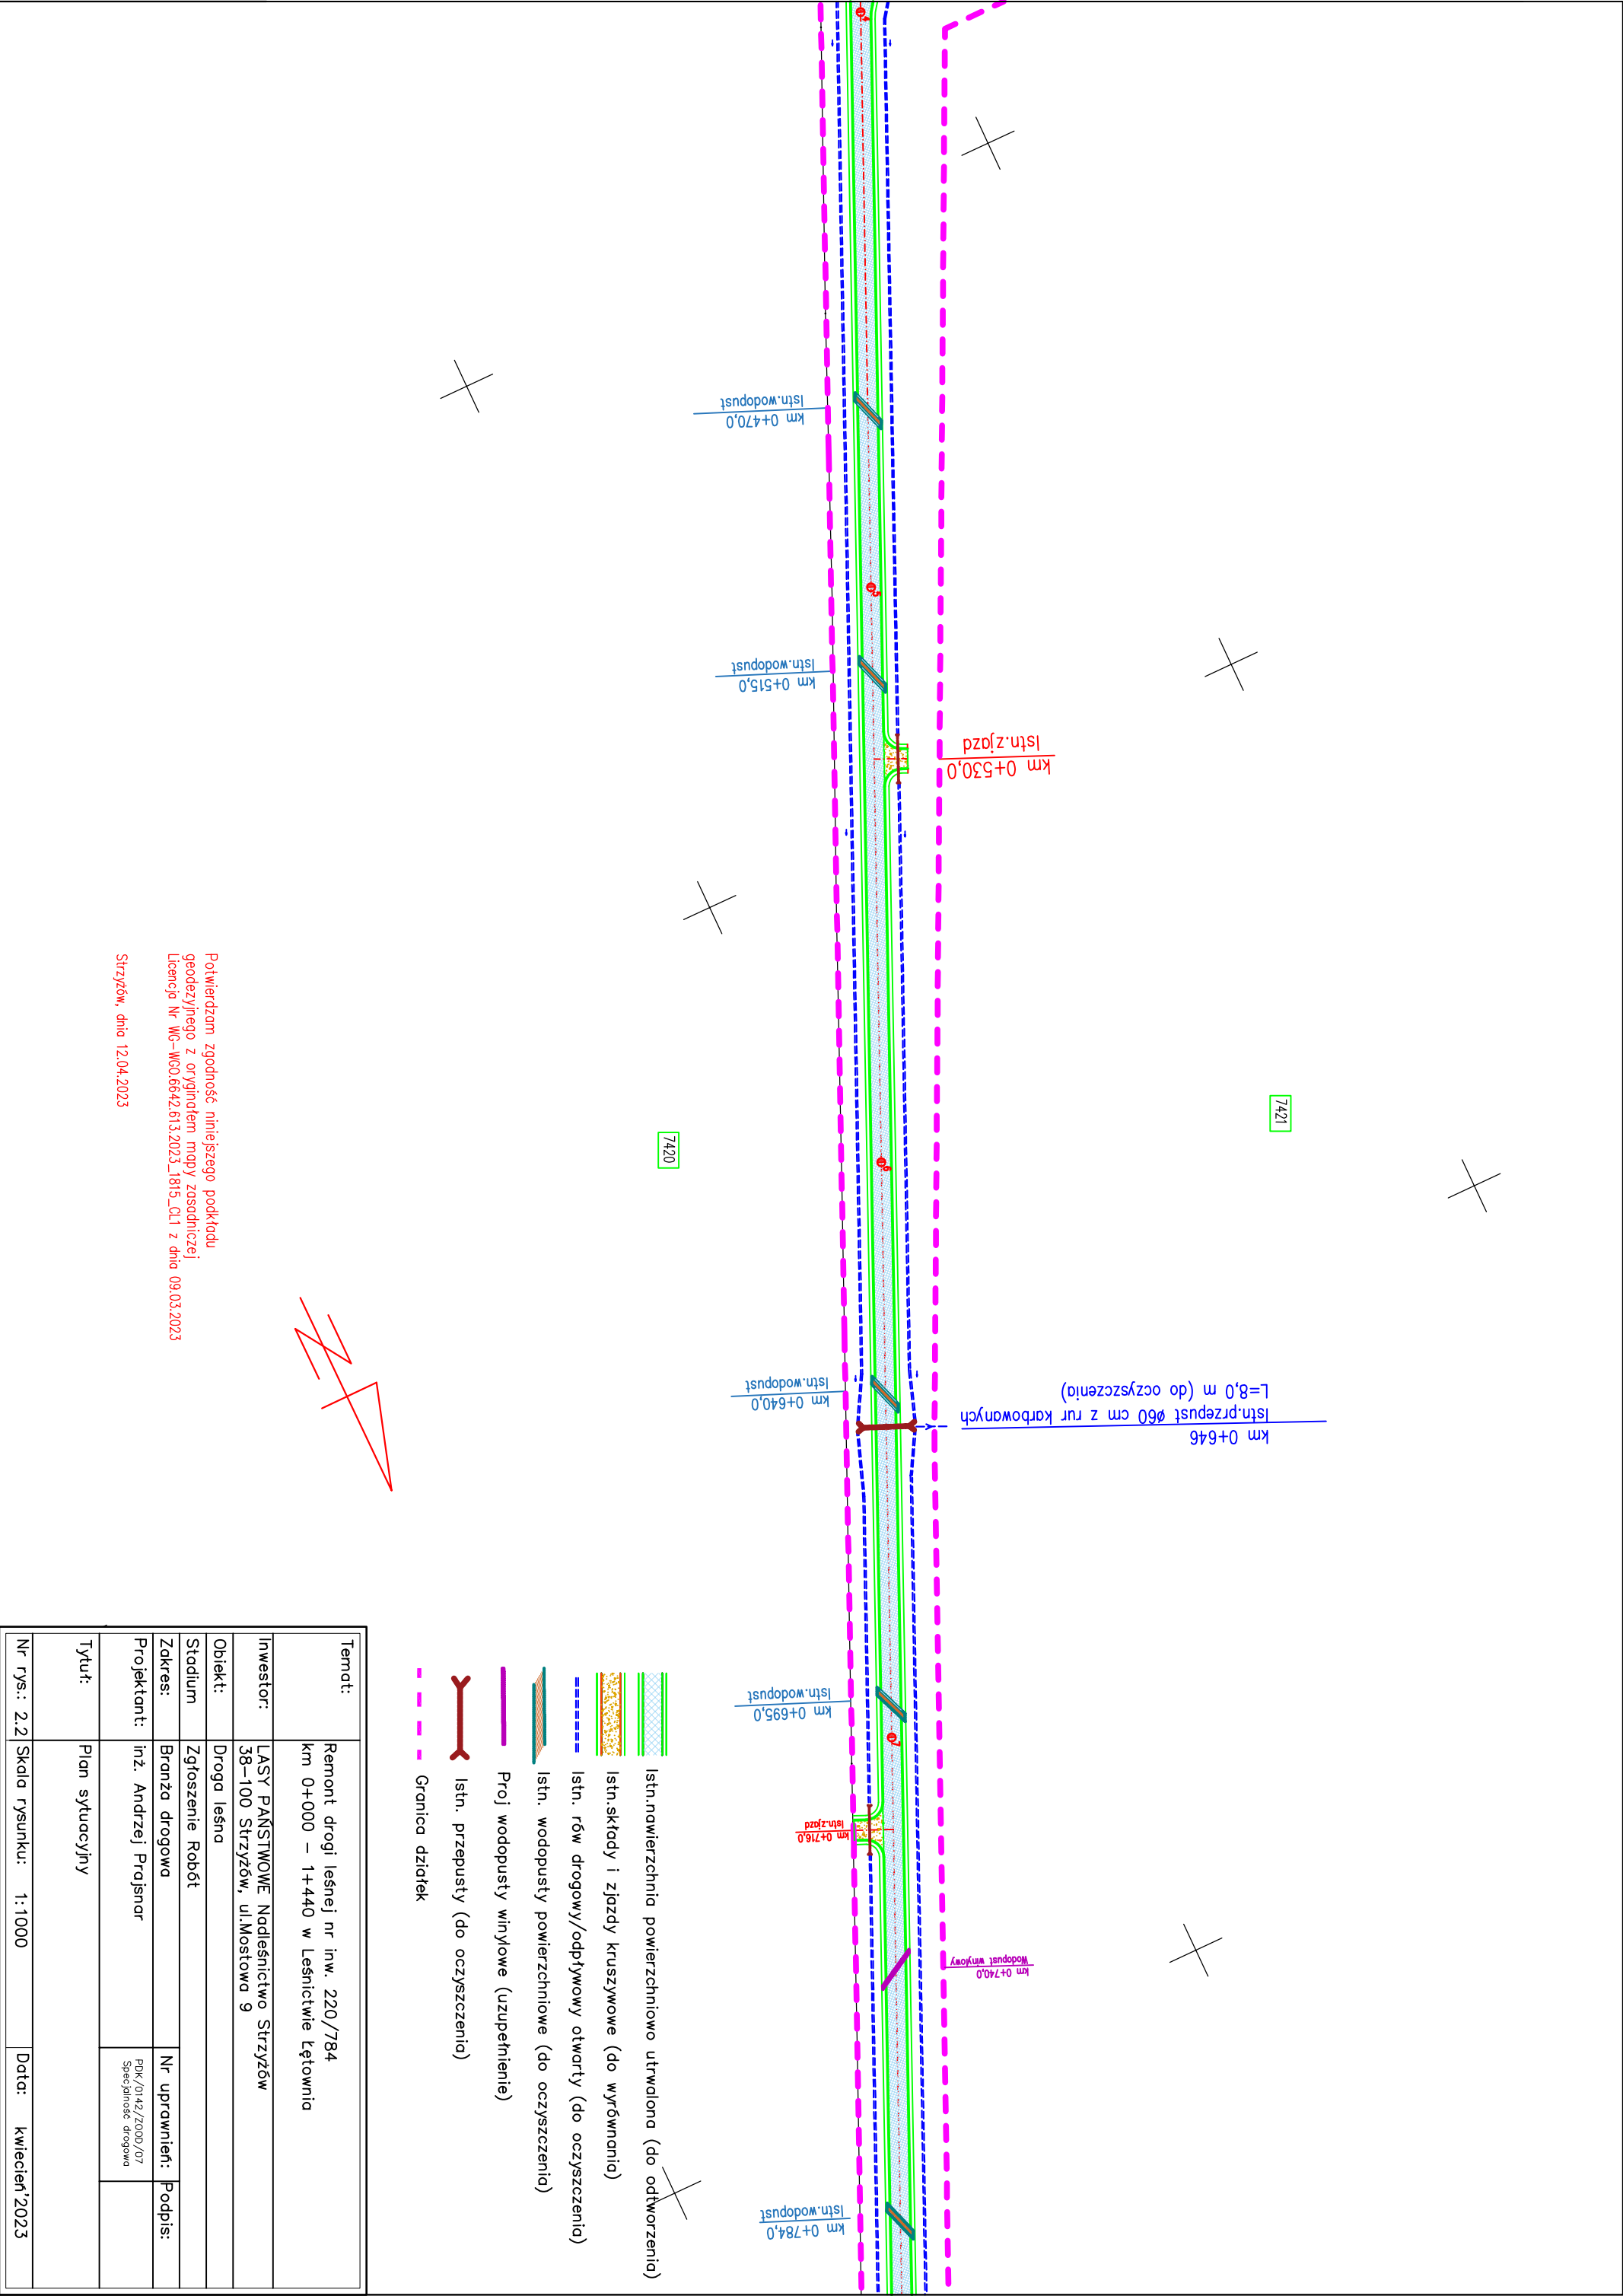 km 0+470,0
Istn.wodopust
km 0+515,0
Istn.wodopust
km 0+530,0
Istn.zjazd
km 0+640,0
Istn.wodopust
km 0+646
Istn.przepust ø60 cm z rur karbowanych
L=8,0 m (do oczyszczenia)
km 0+695,0
Istn.wodopust
km 0+716,0
Istn.zjazd
km 0+740,0
Wodopust winylowy
km 0+784,0
Istn.wodopust
4
5
6
7
7421
7420
Potwierdzam zgodność niniejszego podkładu
geodezyjnego z oryginałem mapy zasadniczej
Licencja Nr WG-WGO.6642.613.2023_1815_CL1 z dnia 09.03.2023
Strzyżów, dnia 12.04.2023
Istn.nawierzchnia powierzchniowo utrwalona (do odtworzenia)
Istn.składy i zjazdy kruszywowe (do wyrównania)
Istn. rów drogowy/odpływowy otwarty (do oczyszczenia)
Istn. wodopusty powierzchniowe (do oczyszczenia)
Proj wodopusty winylowe (uzupełnienie)
Istn. przepusty (do oczyszczenia)
Granica działek
Temat: Remont drogi leśnej nr inw. 220/784
km 0+000 - 1+440 w Leśnictwie Łętownia
Inwestor: LASY PAŃSTWOWE Nadleśnictwo Strzyżów
38-100 Strzyżów, ul.Mostowa 9
Obiekt: Droga leśna
Stadium Zgłoszenie Robót
Zakres: Branża drogowa Nr uprawnień: Podpis:
Projektant: inż. Andrzej Prajsnar PDK/0142/ZOOD/07
Specjalność drogowa
Tytuł: Plan sytuacyjny
Nr rys.: 2.2 Skala rysunku: 1:1000 Data: kwiecień'2023